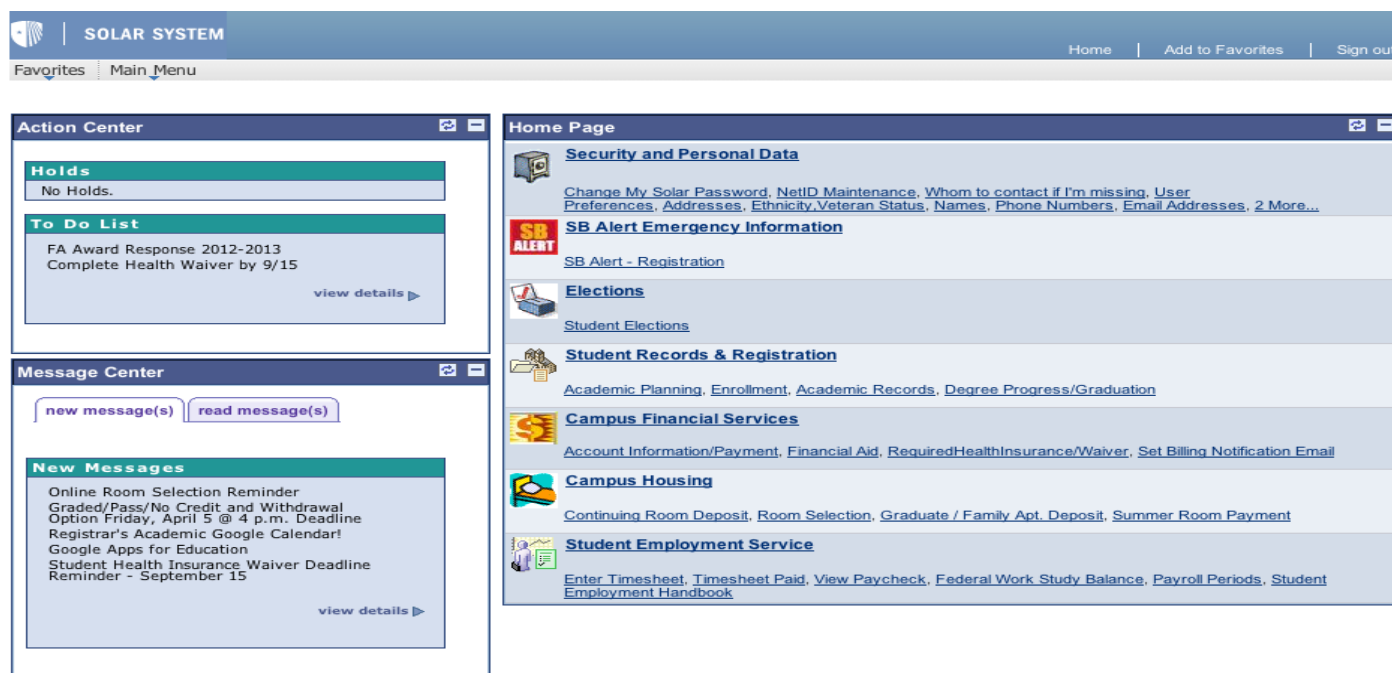 SOLAR SYSTEM
Home | Add to Favorites | Sign out
Favorites Main Menu
Action Center
Holds
No Holds.
To Do List
FA Award Response 2012-2013
Complete Health Waiver by 9/15
view details
Message Center
new message(s) read message(s)
New Messages
Online Room Selection Reminder
Graded/Pass/No Credit and Withdrawal
Option Friday, April 5 @ 4 p.m. Deadline
Registrar's Academic Google Calendar!
Google Apps for Education
Student Health Insurance Waiver Deadline
Reminder - September 15
view details
Home Page
Security and Personal Data
Change My Solar Password, NetID Maintenance, Whom to contact if I'm missing, User
Preferences, Addresses, Ethnicity,Veteran Status, Names, Phone Numbers, Email Addresses, 2 More...
SB
ALERT
SB Alert Emergency Information
SB Alert - Registration
Elections
Student Elections
Student Records & Registration
Academic Planning, Enrollment, Academic Records, Degree Progress/Graduation
Campus Financial Services
Account Information/Payment, Financial Aid, RequiredHealthInsurance/Waiver, Set Billing Notification Email
Campus Housing
Continuing Room Deposit, Room Selection, Graduate / Family Apt. Deposit, Summer Room Payment
Student Employment Service
Enter Timesheet, Timesheet Paid, View Paycheck, Federal Work Study Balance, Payroll Periods, Student
Employment Handbook